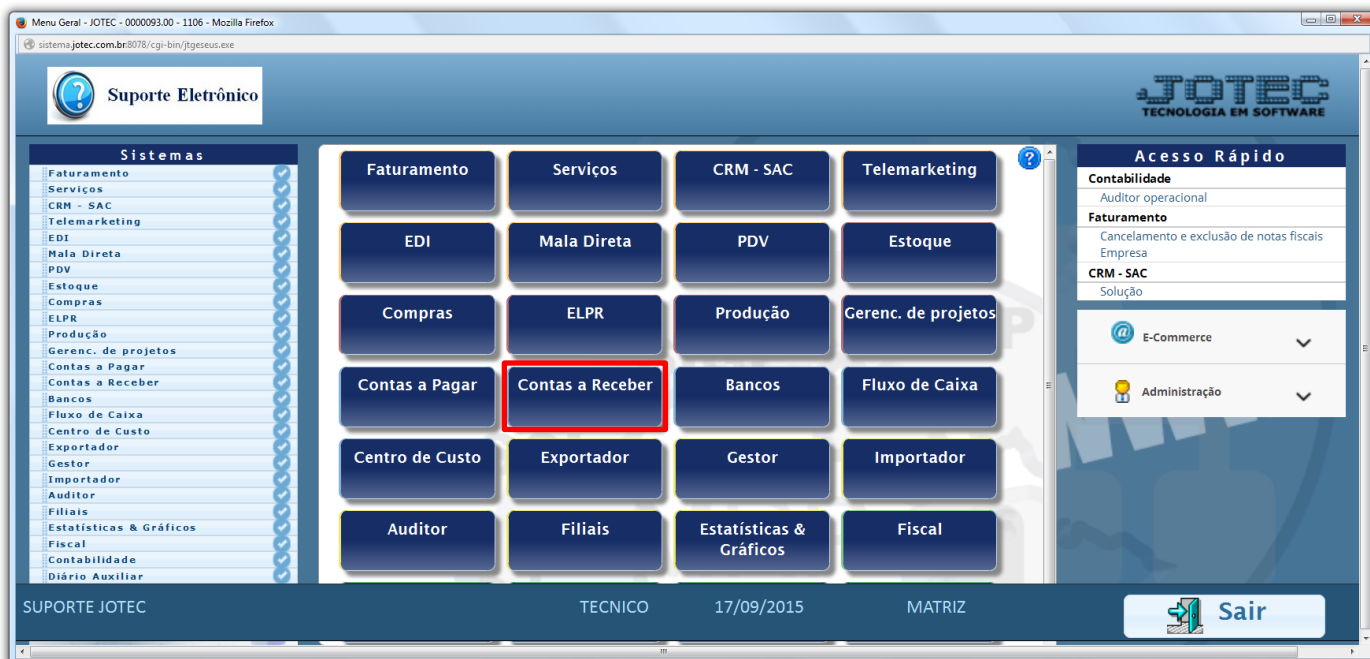 Menu Geral - JOTEC - 0000093.00 - 1106 - Mozilla Firefox
sistema.jotec.com.br:8078/cgi-bin/jtgeseus.exe
Suporte Eletrônico
JOTEC
TECNOLOGIA EM SOFTWARE
Sistemas
Faturamento
Serviços
CRM - SAC
Telemarketing
EDI
Mala Direta
PDV
Estoque
Compras
ELPR
Produção
Gerenc. de projetos
Contas a Pagar
Contas a Receber
Bancos
Fluxo de Caixa
Centro de Custo
Exportador
Gestor
Importador
Auditor
Filiais
Estatísticas & Gráficos
Fiscal
Contabilidade
Diário Auxiliar
Faturamento
Serviços
CRM - SAC
Telemarketing
EDI
Mala Direta
PDV
Estoque
Compras
ELPR
Produção
Gerenc. de projetos
Contas a Pagar
Contas a Receber
Bancos
Fluxo de Caixa
Centro de Custo
Exportador
Gestor
Importador
Auditor
Filiais
Estatísticas &
Gráficos
Fiscal
Acesso Rápido
Contabilidade
Auditor operacional
Faturamento
Cancelamento e exclusão de notas fiscais
Empresa
CRM - SAC
Solução
E-Commerce
Administração
SUPORTE JOTEC
TECNICO
17/09/2015
MATRIZ
Sair